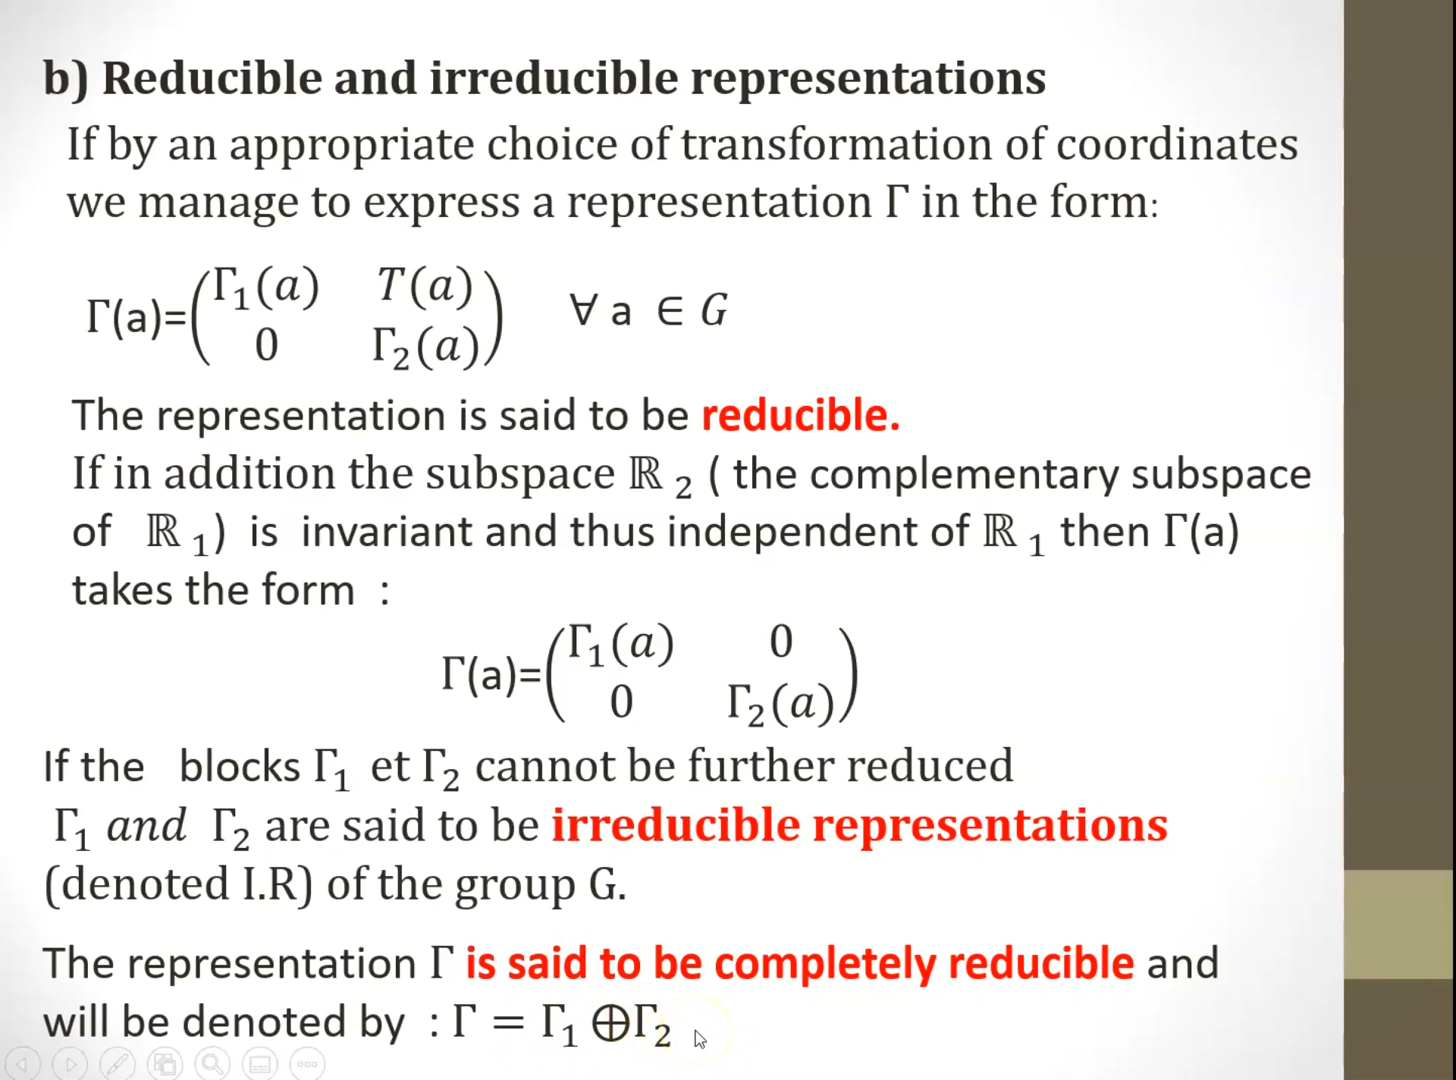 b) Reducible and irreducible representations
If by an appropriate choice of transformation of coordinates
we manage to express a representation Γ in the form:
Γ(a)=(Γ₁(a) T(a)
0 Γ₂(a)) ∀ a ∈ G
The representation is said to be reducible.
If in addition the subspace ℝ ₂ ( the complementary subspace
of ℝ ₁) is invariant and thus independent of ℝ ₁ then Γ(a)
takes the form :
Γ(a)=(Γ₁(a) 0
0 Γ₂(a))
If the blocks Γ₁ et Γ₂ cannot be further reduced
Γ₁ and Γ₂ are said to be irreducible representations
(denoted I.R) of the group G.
The representation Γ is said to be completely reducible and
will be denoted by : Γ = Γ₁ ⊕Γ₂